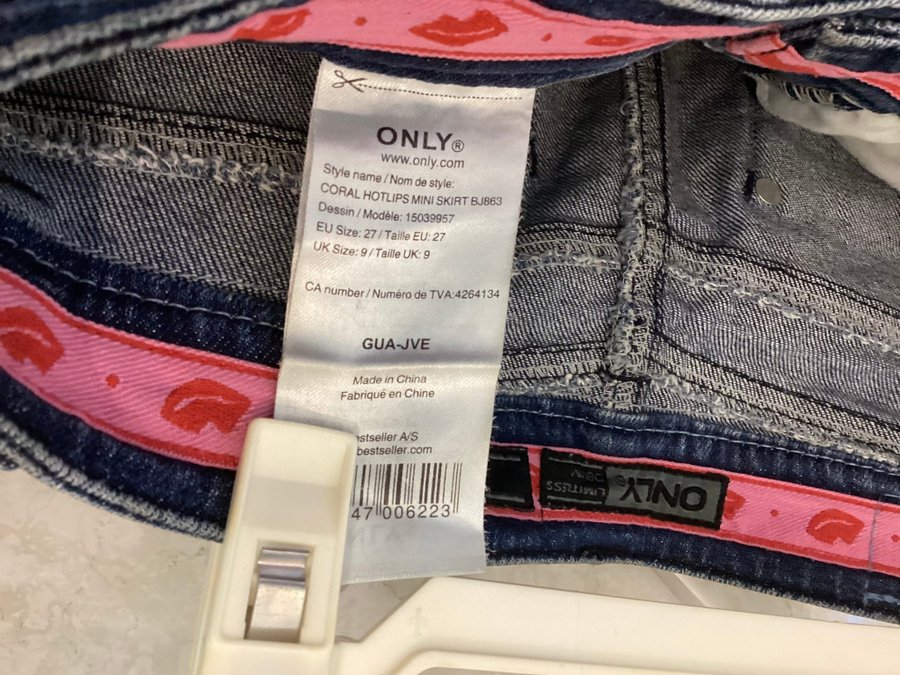 ONLY®
www.only.com
Style name / Nom de style:
CORAL HOTLIPS MINI SKIRT BJ863
Dessin / Modèle: 15039957
EU Size: 27 / Taille EU: 27
UK Size: 9 / Taille UK: 9
CA number / Numéro de TVA:4264134
GUA-JVE
Made in China
Fabriqué en Chine
bestseller A/S
bestseller.com
47 006223
ONLY
LIMITLESS